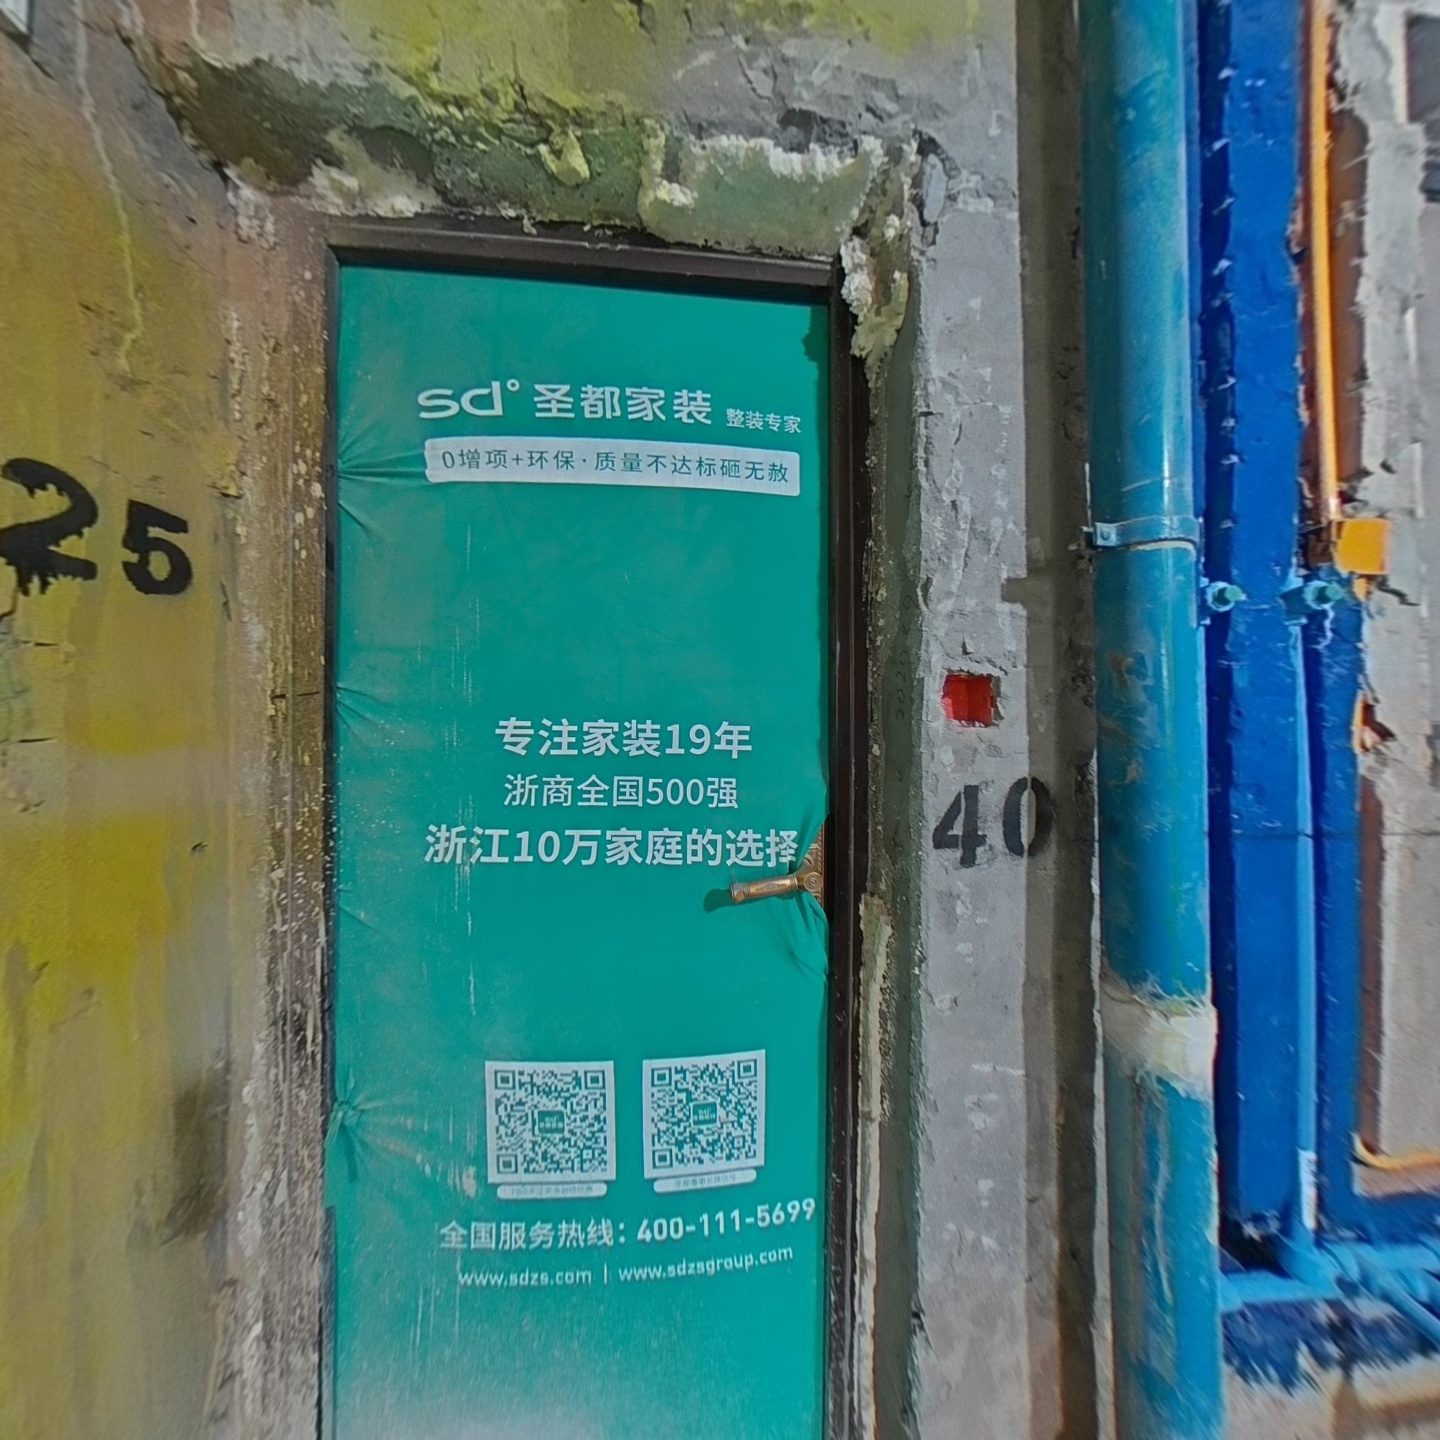 sd° 圣都家装 整装专家
0增项+环保·质量不达标砸无赦
25
专注家装19年
浙商全国500强
浙江10万家庭的选择
40
全国服务热线：400-111-5699
www.sdzs.com | www.sdzsgroup.com